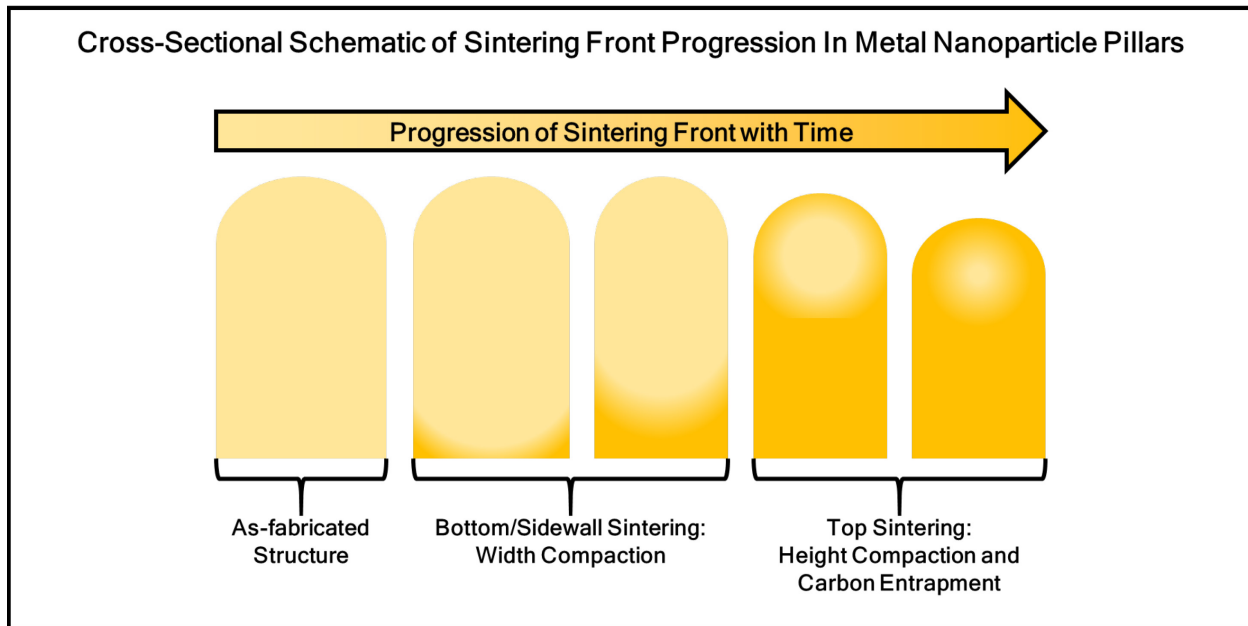 Cross-Sectional Schematic of Sintering Front Progression In Metal Nanoparticle Pillars
Progression of Sintering Front with Time
As-fabricated
Structure
Bottom/Sidewall Sintering:
Width Compaction
Top Sintering:
Height Compaction and
Carbon Entrapment